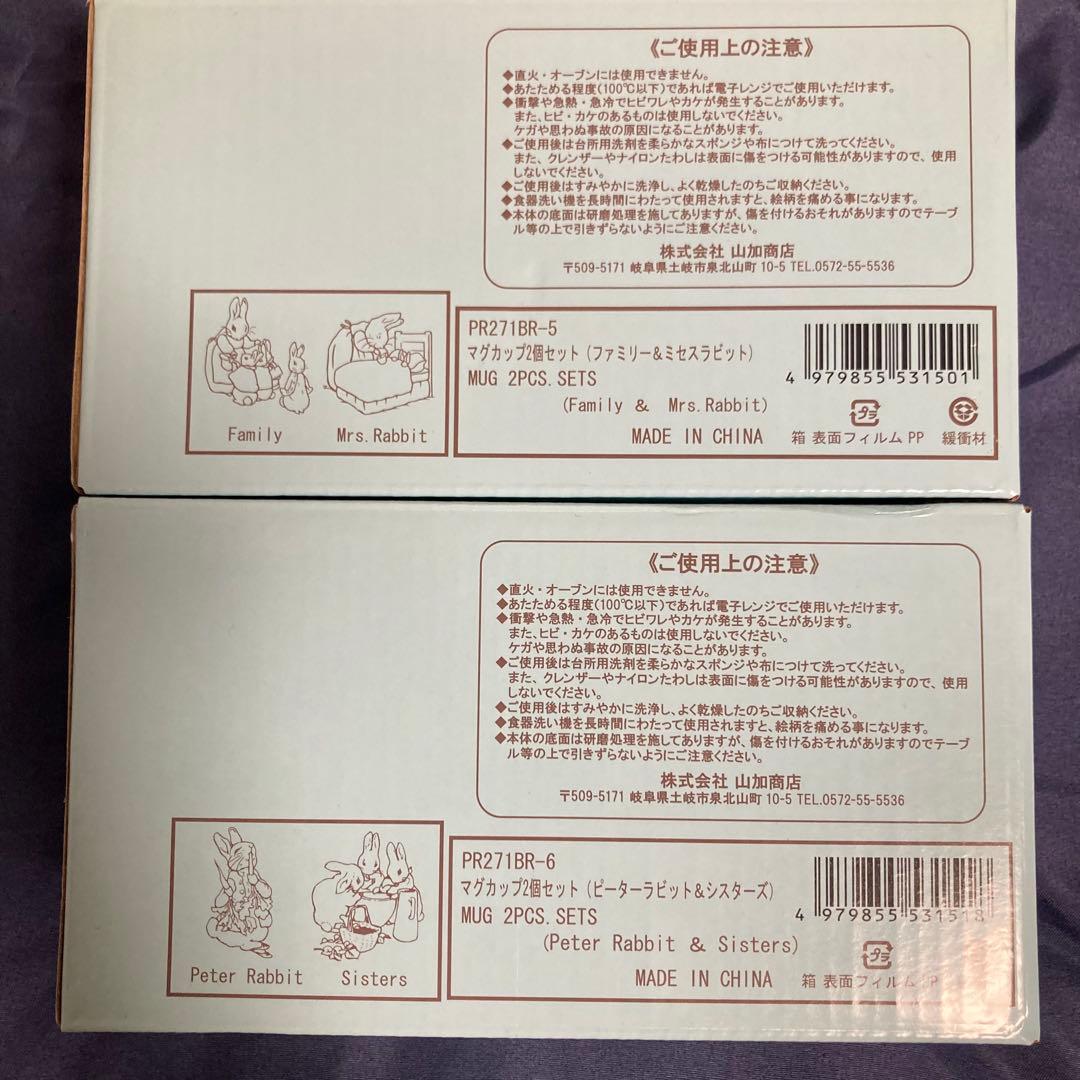 《ご使用上の注意》
◆直火・オーブンには使用できません。
◆あたためる程度(100℃以下)であれば電子レンジでご使用いただけます。
◆衝撃や急熱・急冷でヒビワレやカケが発生することがあります。
また、ヒビ・カケのあるものは使用しないでください。
ケガや思わぬ事故の原因になることがあります。
◆ご使用後は台所用洗剤を柔らかなスポンジや布につけて洗ってください。
また、クレンザーやナイロンたわしは表面に傷をつける可能性がありますので、使用
しないでください。
◆ご使用後はすみやかに洗浄し、よく乾燥したのちご収納ください。
◆食器洗い機を長時間にわたって使用されますと、絵柄を痛める事になります。
◆本体の底面は研磨処理を施してありますが、傷を付けるおそれがありますのでテーブ
ル等の上で引きずらないようにご注意ください。
株式会社 山加商店
〒509-5171 岐阜県土岐市泉北山町 10-5 TEL.0572-55-5536
Family Mrs.Rabbit
PR271BR-5
マグカップ2個セット(ファミリー&ミセスラビット)
MUG 2PCS.SETS
(Family & Mrs.Rabbit)
MADE IN CHINA
4 979855 531501
プラ
箱 表面フィルム PP 緩衝材
《ご使用上の注意》
◆直火・オーブンには使用できません。
◆あたためる程度(100℃以下)であれば電子レンジでご使用いただけます。
◆衝撃や急熱・急冷でヒビワレやカケが発生することがあります。
また、ヒビ・カケのあるものは使用しないでください。
ケガや思わぬ事故の原因になることがあります。
◆ご使用後は台所用洗剤を柔らかなスポンジや布につけて洗ってください。
また、クレンザーやナイロンたわしは表面に傷をつける可能性がありますので、使用
しないでください。
◆ご使用後はすみやかに洗浄し、よく乾燥したのちご収納ください。
◆食器洗い機を長時間にわたって使用されますと、絵柄を痛める事になります。
◆本体の底面は研磨処理を施してありますが、傷を付けるおそれがありますのでテーブ
ル等の上で引きずらないようにご注意ください。
株式会社 山加商店
〒509-5171 岐阜県土岐市泉北山町 10-5 TEL.0572-55-5536
Peter Rabbit Sisters
PR271BR-6
マグカップ2個セット(ピーターラビット&シスターズ)
MUG 2PCS.SETS
(Peter Rabbit & Sisters)
MADE IN CHINA
4 979855 531518
プラ
箱 表面フィルム PP